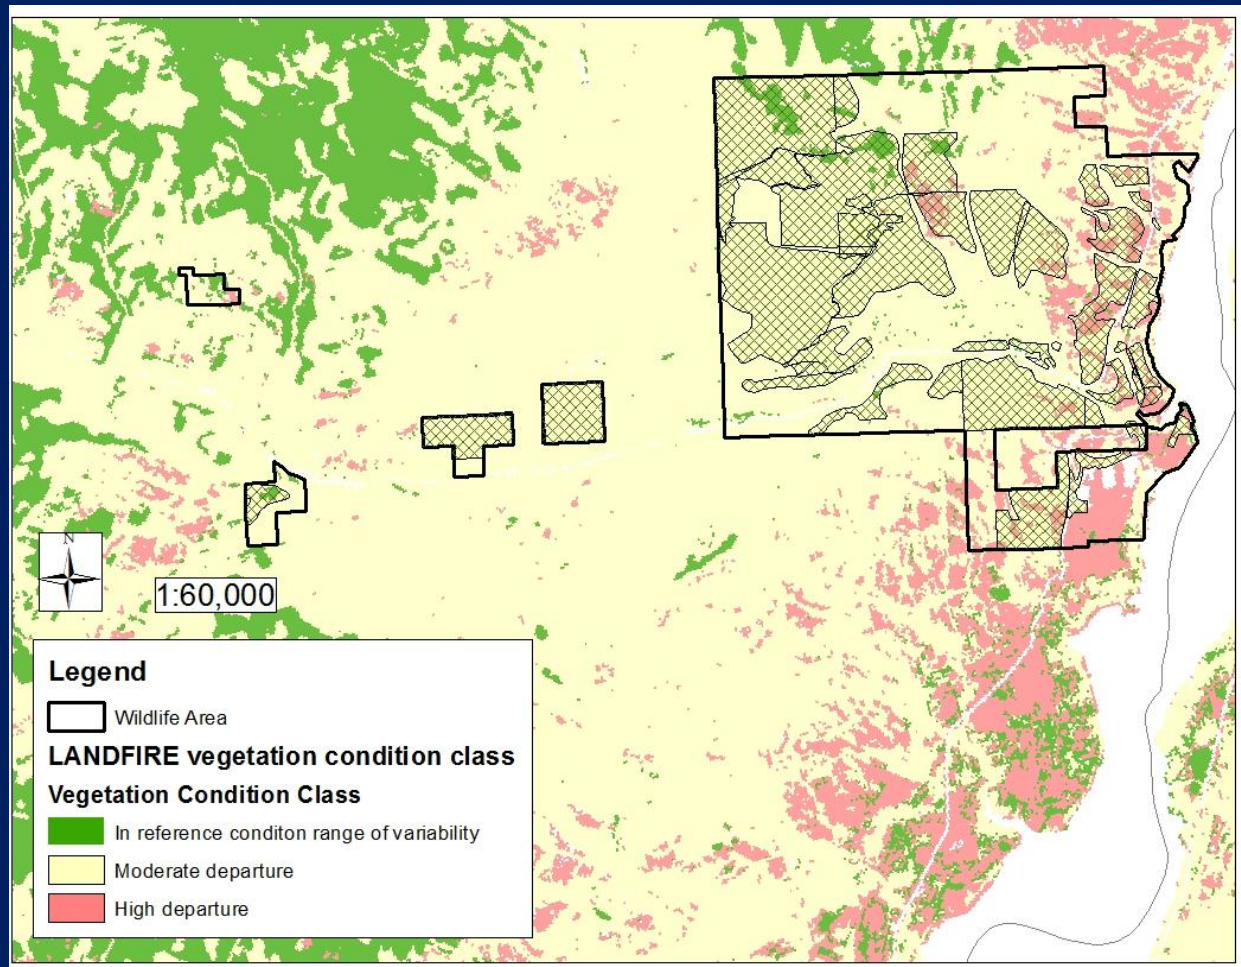 N
1:60,000
Legend
Wildlife Area
LANDFIRE vegetation condition class
Vegetation Condition Class
In reference conditon range of variability
Moderate departure
High departure